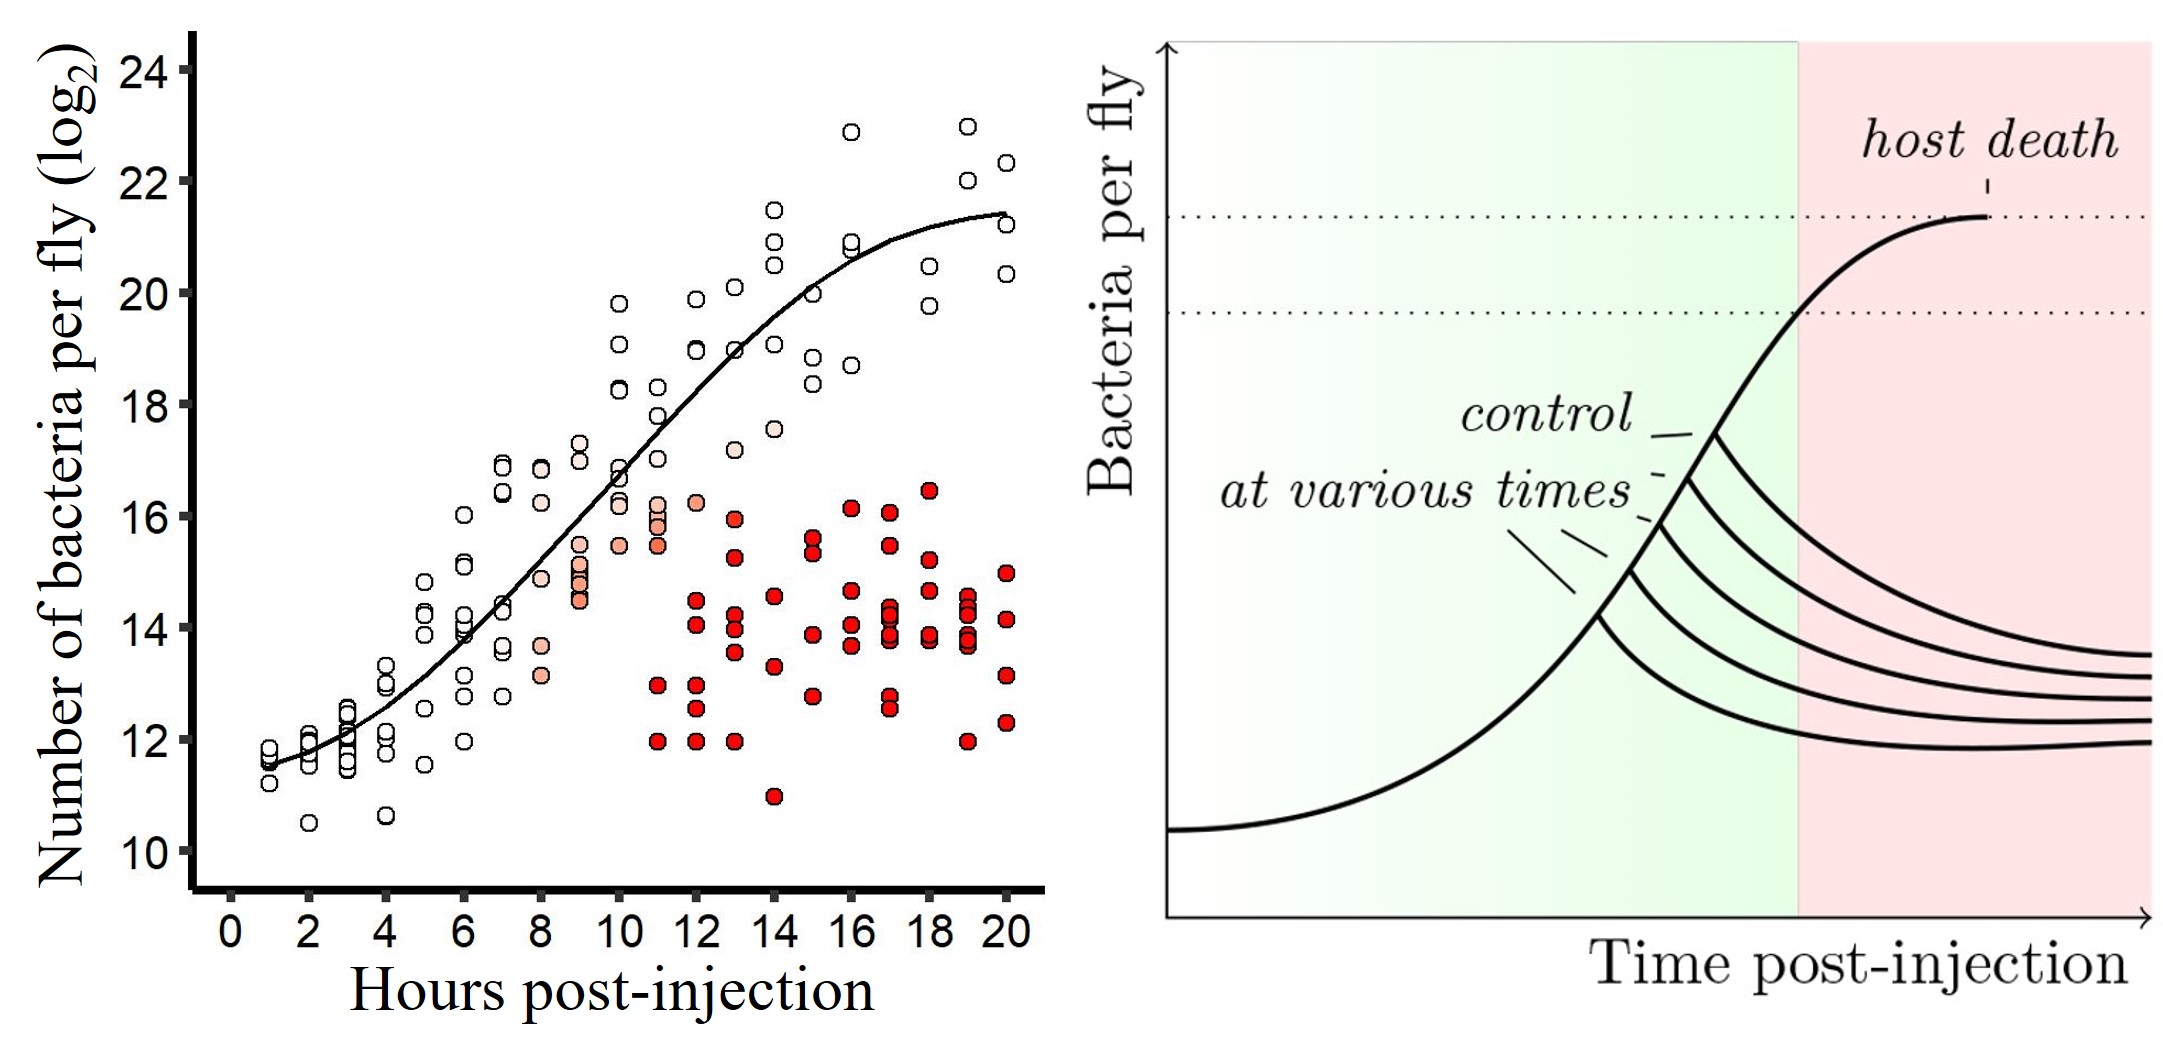 Number of bacteria per fly (log2)
24
22
20
18
16
14
12
10
0 2 4 6 8 10 12 14 16 18 20
Hours post-injection
Bacteria per fly
host death
control
at various times
Time post-injection